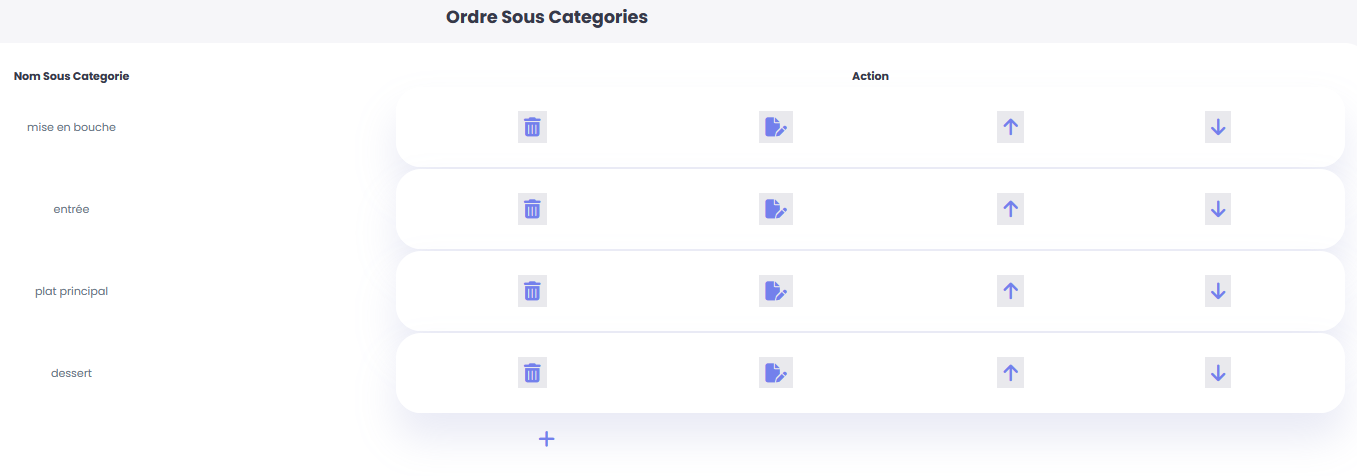 Ordre Sous Categories
Nom Sous Categorie Action
mise en bouche
entrée
plat principal
dessert